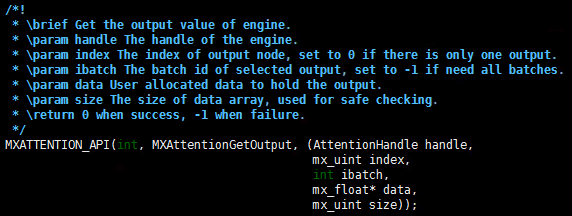 /*!
 * \brief Get the output value of engine.
 * \param handle The handle of the engine.
 * \param index The index of output node, set to 0 if there is only one output.
 * \param ibatch The batch id of selected output, set to -1 if need all batches.
 * \param data User allocated data to hold the output.
 * \param size The size of data array, used for safe checking.
 * \return 0 when success, -1 when failure.
 */
MXATTENTION_API(int, MXAttentionGetOutput, (AttentionHandle handle,
                                            mx_uint index,
                                            int ibatch,
                                            mx_float* data,
                                            mx_uint size));